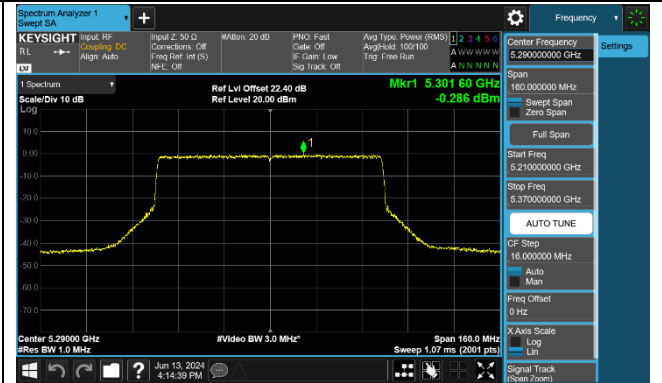 Spectrum Analyzer 1
Swept SA
+
Frequency
KEYSIGHT
RL
LXI
Input: RF
Coupling: DC
Align: Auto
Input Z: 50 Ω
Corrections: Off
Freq Ref: Int (S)
NFE: Off
#Atten: 20 dB
PNO: Fast
Gate: Off
IF Gain: Low
Sig Track: Off
Avg Type: Power (RMS)
Avg|Hold: 100/100
Trig: Free Run
1 2 3 4 5 6
A W W W W W
A N N N N N
1 Spectrum
Scale/Div 10 dB
Log
Ref Lvl Offset 22.40 dB
Ref Level 20.00 dBm
Mkr1 5.301 60 GHz
-0.286 dBm
1
10.0
0.00
-10.0
-20.0
-30.0
-40.0
-50.0
-60.0
-70.0
Center 5.29000 GHz
#Res BW 1.0 MHz
#Video BW 3.0 MHz*
Span 160.0 MHz
Sweep 1.07 ms (2001 pts)
Center Frequency
5.290000000 GHz
Settings
Span
160.000000 MHz
Swept Span
Zero Span
Full Span
Start Freq
5.210000000 GHz
Stop Freq
5.370000000 GHz
AUTO TUNE
CF Step
16.000000 MHz
Auto
Man
Freq Offset
0 Hz
X Axis Scale
Log
Lin
Signal Track
(Span Zoom)
?
Jun 13, 2024
4:14:39 PM